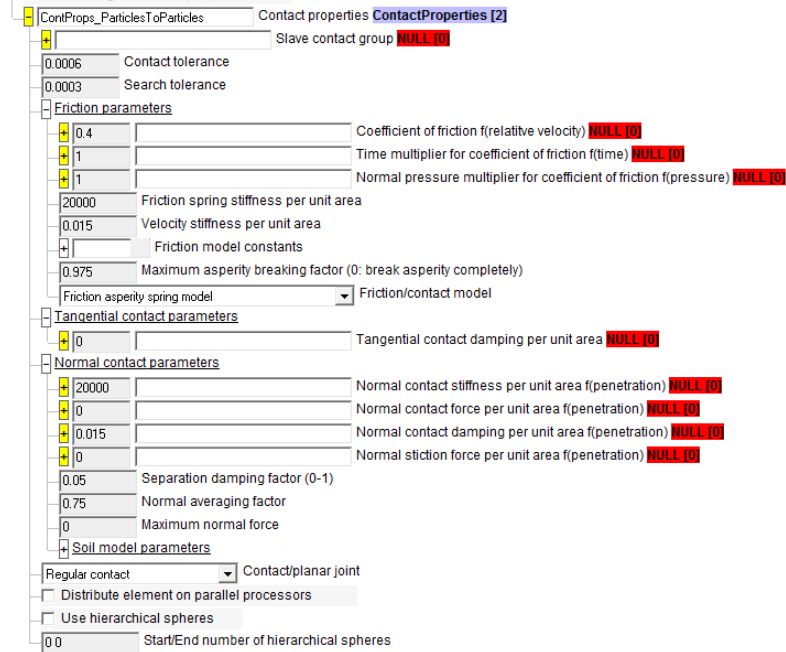 ContProps_ParticlesToParticles Contact properties ContactProperties [2]
Slave contact group NULL [0]
0.0006 Contact tolerance
0.0003 Search tolerance
Friction parameters
0.4 Coefficient of friction f(relaitve velocity) NULL [0]
1 Time multiplier for coefficient of friction f(time) NULL [0]
1 Normal pressure multiplier for coefficient of friction f(pressure) NULL [0]
20000 Friction spring stiffness per unit area
0.015 Velocity stiffness per unit area
Friction model constants
0.975 Maximum asperity breaking factor (0: break asperity completely)
Friction asperity spring model Friction/contact model
Tangential contact parameters
0 Tangential contact damping per unit area NULL [0]
Normal contact parameters
20000 Normal contact stiffness per unit area f(penetration) NULL [0]
0 Normal contact force per unit area f(penetration) NULL [0]
0.015 Normal contact damping per unit area f(penetration) NULL [0]
0 Normal stiction force per unit area f(penetration) NULL [0]
0.05 Separation damping factor (0-1)
0.75 Normal averaging factor
0 Maximum normal force
Soil model parameters
Regular contact Contact/planar joint
Distribute element on parallel processors
Use hierarchical spheres
0 0 Start/End number of hierarchical spheres